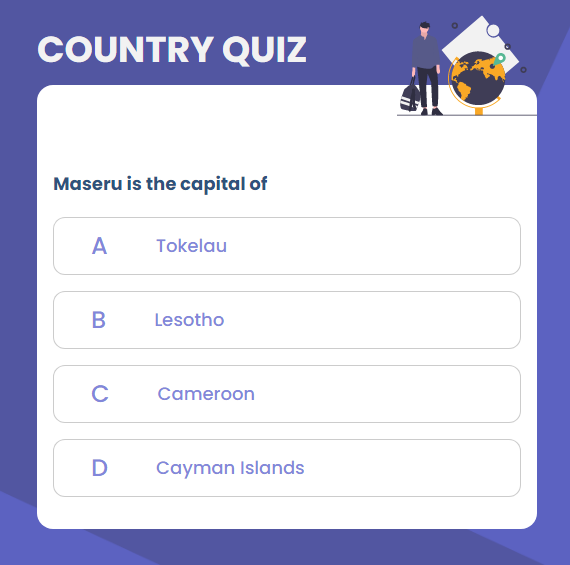 COUNTRY QUIZ
Maseru is the capital of
A Tokelau
B Lesotho
C Cameroon
D Cayman Islands